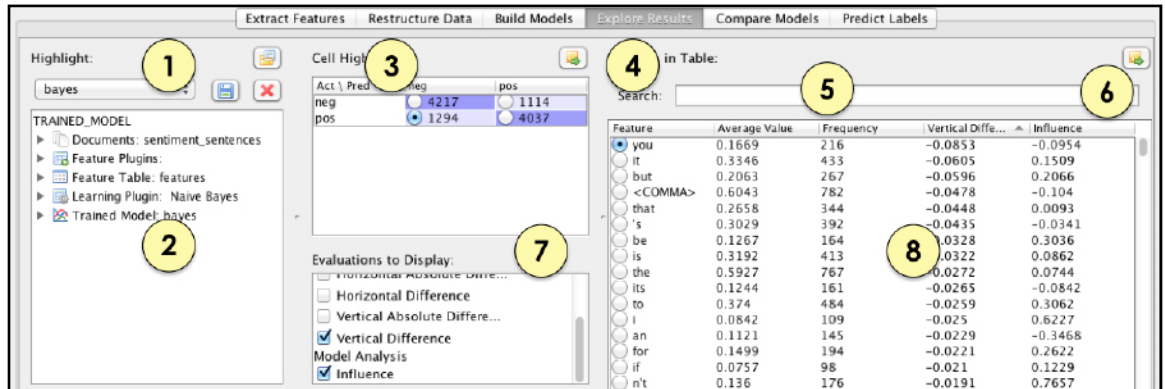 Extract Features Restructure Data Build Models Explore Results Compare Models Predict Labels
Highlight:
1
bayes
TRAINED_MODEL
Documents: sentiment_sentences
Feature Plugins:
Feature Table: features
Learning Plugin: Naive Bayes
Trained Model: bayes
2
Cell High
3
Act \ Pred neg pos
neg 4217 1114
pos 1294 4037
Evaluations to Display:
7
Horizontal Absolute Diffe...
Horizontal Difference
Vertical Absolute Differe...
Vertical Difference
Model Analysis
Influence
4
in Table:
Search:
5
6
Feature Average Value Frequency Vertical Diffe... Influence
you 0.1669 216 -0.0853 -0.0954
it 0.3346 433 -0.0605 0.1509
but 0.2063 267 -0.0596 0.2066
<COMMA> 0.6043 782 -0.0478 -0.104
that 0.2658 344 -0.0448 0.0093
's 0.3029 392 -0.0435 -0.0341
be 0.1267 164 0.0328 0.3036
is 0.3192 413 0.0322 0.0862
the 0.5927 767 -0.0272 0.0744
8
its 0.1244 161 -0.0265 -0.0842
to 0.374 484 -0.0259 0.3062
i 0.0842 109 -0.025 0.6227
an 0.1121 145 -0.0229 -0.3468
for 0.1499 194 -0.0221 0.2622
if 0.0757 98 -0.021 0.1229
n't 0.136 176 -0.0191 0.7657